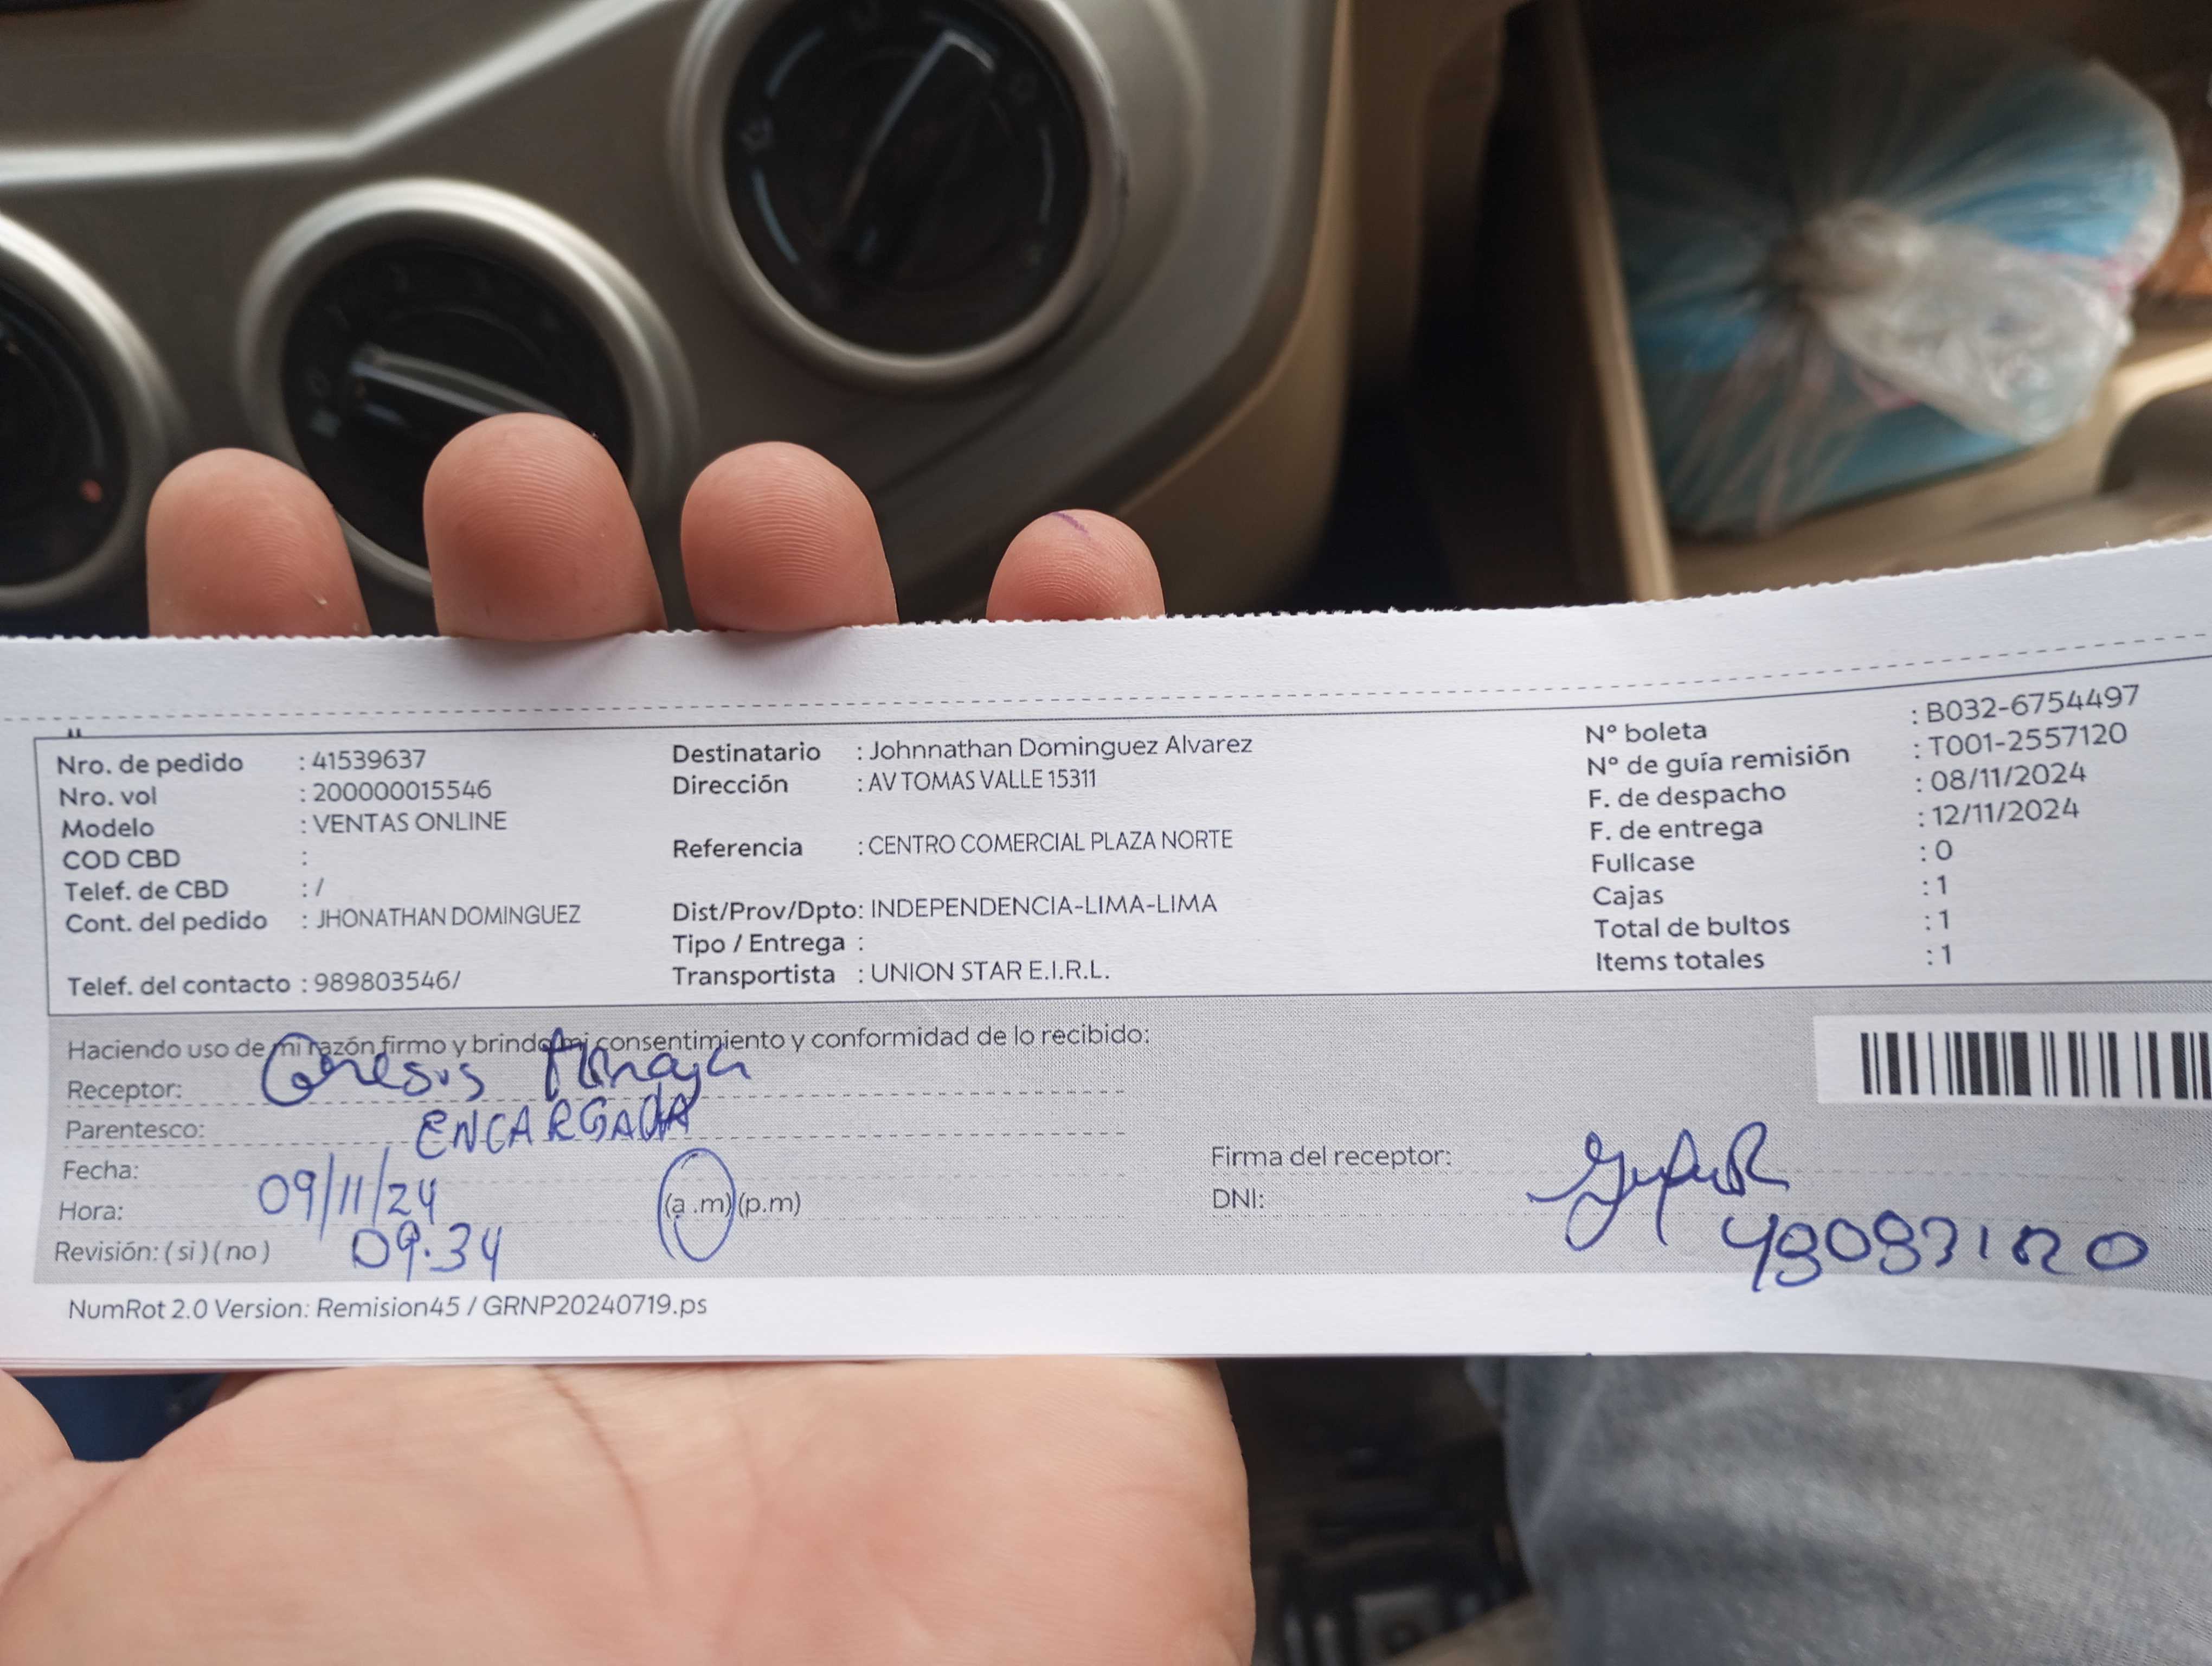 Nro. de pedido : 41539637
Nro. vol : 200000015546
Modelo : VENTAS ONLINE
COD CBD :
Telef. de CBD : /
Cont. del pedido : JHONATHAN DOMINGUEZ
Telef. del contacto : 989803546/
Destinatario : Johnnathan Dominguez Alvarez
Dirección : AV TOMAS VALLE 15311
Referencia : CENTRO COMERCIAL PLAZA NORTE
Dist/Prov/Dpto: INDEPENDENCIA-LIMA-LIMA
Tipo / Entrega :
Transportista : UNION STAR E.I.R.L.
N° boleta : B032-6754497
N° de guía remisión : T001-2557120
F. de despacho : 08/11/2024
F. de entrega : 12/11/2024
Fullcase : 0
Cajas : 1
Total de bultos : 1
Items totales : 1
Haciendo uso de mi razón firmo y brindo mi consentimiento y conformidad de lo recibido:
Receptor:
Parentesco: ENCARGADA
Fecha: 09/11/24
Hora: 09.34 (a.m) (p.m)
Revisión: ( si ) ( no )
Firma del receptor:
DNI:
NumRot 2.0 Version: Remision45 / GRNP20240719.ps